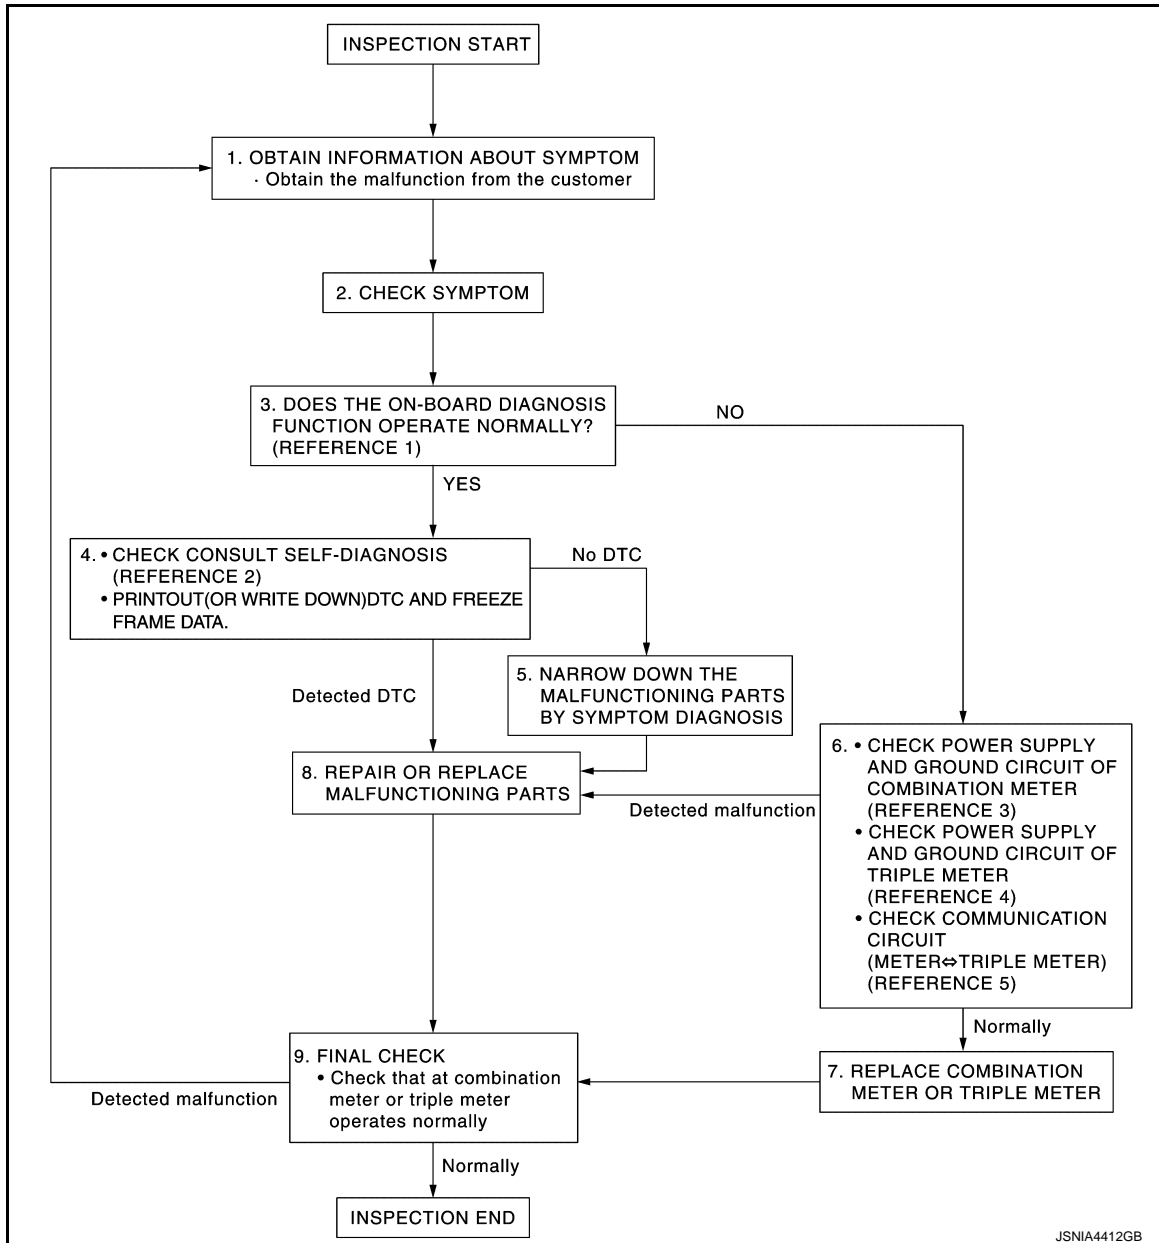 INSPECTION START
1. OBTAIN INFORMATION ABOUT SYMPTOM
· Obtain the malfunction from the customer
2. CHECK SYMPTOM
3. DOES THE ON-BOARD DIAGNOSIS
FUNCTION OPERATE NORMALLY?
(REFERENCE 1)
NO
YES
4. • CHECK CONSULT SELF-DIAGNOSIS
(REFERENCE 2)
• PRINTOUT(OR WRITE DOWN)DTC AND FREEZE
FRAME DATA.
No DTC
Detected DTC
5. NARROW DOWN THE
MALFUNCTIONING PARTS
BY SYMPTOM DIAGNOSIS
6. • CHECK POWER SUPPLY
AND GROUND CIRCUIT OF
COMBINATION METER
(REFERENCE 3)
• CHECK POWER SUPPLY
AND GROUND CIRCUIT OF
TRIPLE METER
(REFERENCE 4)
• CHECK COMMUNICATION
CIRCUIT
(METER⇔TRIPLE METER)
(REFERENCE 5)
Detected malfunction
8. REPAIR OR REPLACE
MALFUNCTIONING PARTS
Normally
7. REPLACE COMBINATION
METER OR TRIPLE METER
9. FINAL CHECK
• Check that at combination
meter or triple meter
operates normally
Detected malfunction
Normally
INSPECTION END
JSNIA4412GB